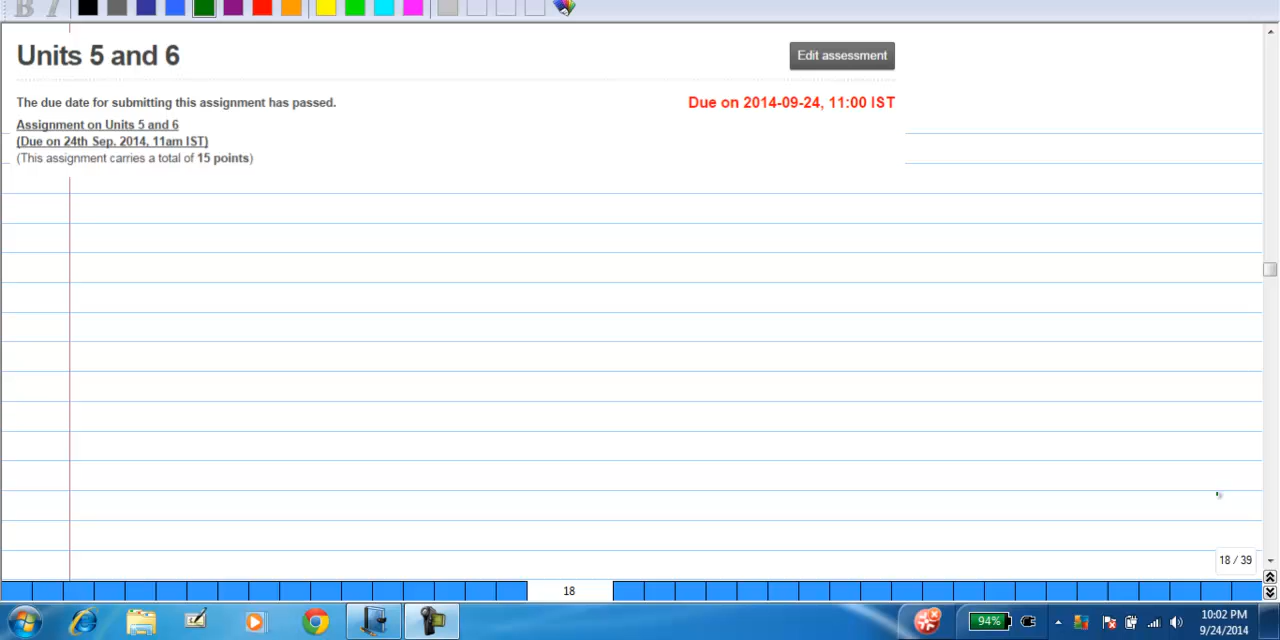 B I
Units 5 and 6
Edit assessment
The due date for submitting this assignment has passed.
Due on 2014-09-24, 11:00 IST
Assignment on Units 5 and 6
(Due on 24th Sep. 2014, 11am IST)
(This assignment carries a total of 15 points)
18 / 39
18
94%
10:02 PM
9/24/2014